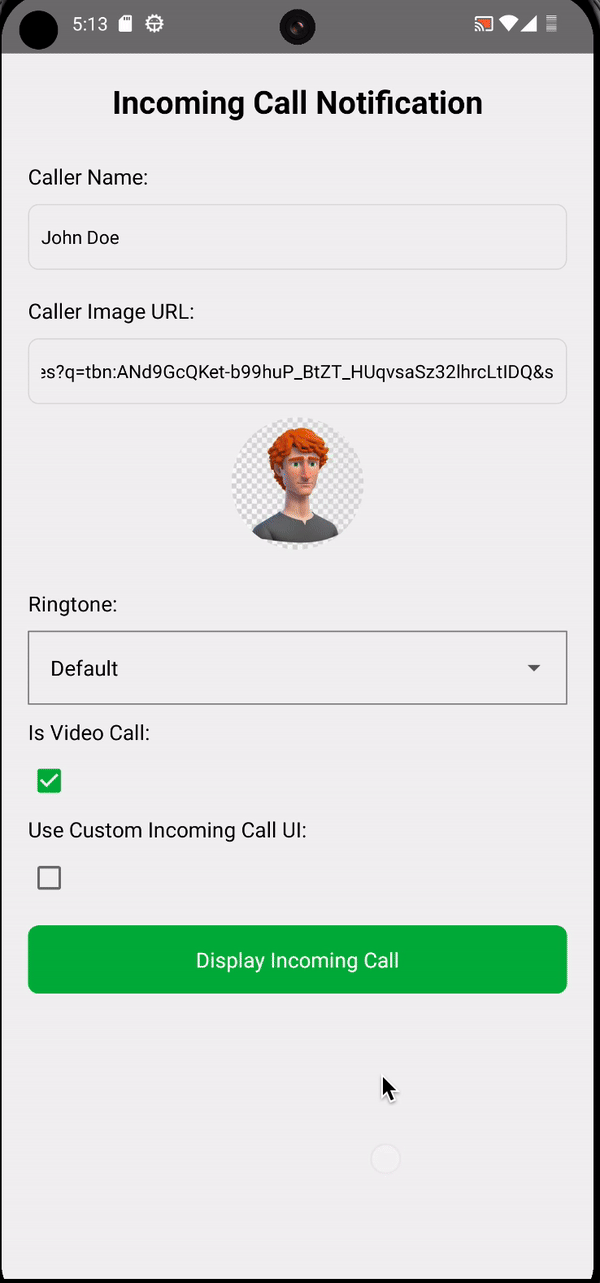 5:13
Incoming Call Notification
Caller Name:
John Doe
Caller Image URL:
es?q=tbn:ANd9GcQKet-b99huP_BtZT_HUqvsaSz32lhrcLtIDQ&s
Ringtone:
Default
Is Video Call:
Use Custom Incoming Call UI:
Display Incoming Call